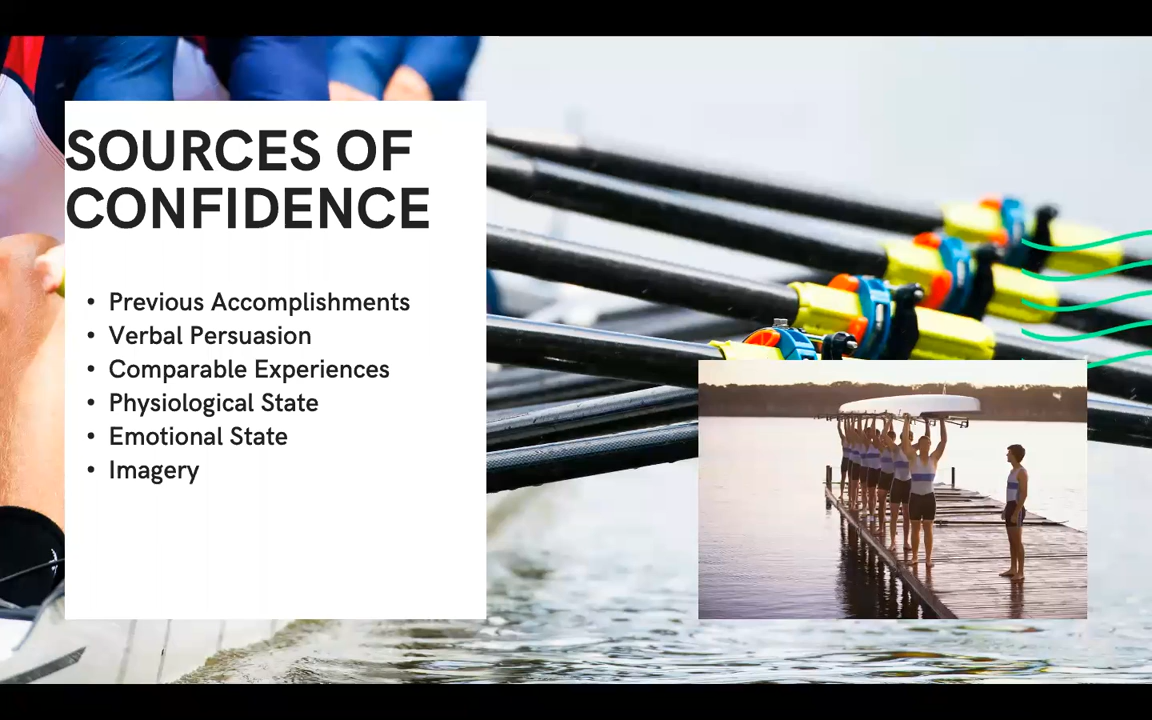 SOURCES OF
CONFIDENCE
• Previous Accomplishments
• Verbal Persuasion
• Comparable Experiences
• Physiological State
• Emotional State
• Imagery